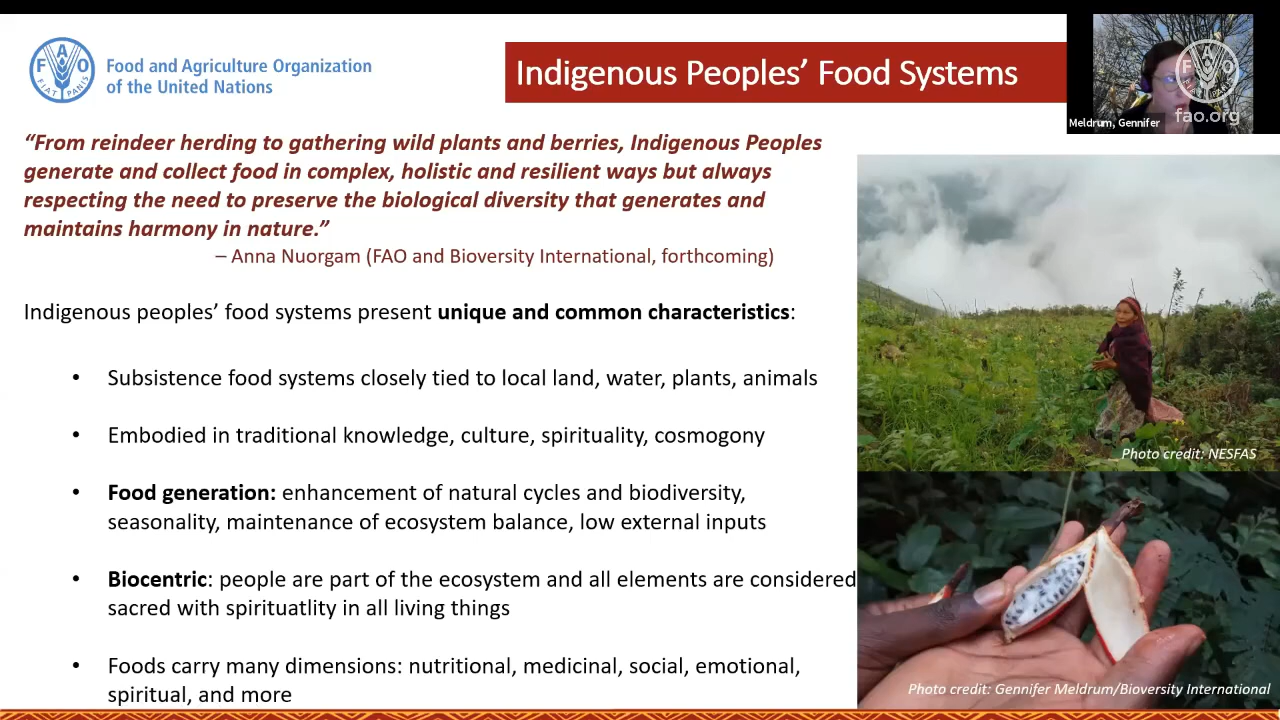 Food and Agriculture Organization
of the United Nations
F A O
FIAT PANIS
Indigenous Peoples’ Food Systems
FAO
fao.org
Meldrum, Gennifer
“From reindeer herding to gathering wild plants and berries, Indigenous Peoples
generate and collect food in complex, holistic and resilient ways but always
respecting the need to preserve the biological diversity that generates and
maintains harmony in nature.”
– Anna Nuorgam (FAO and Bioversity International, forthcoming)
Indigenous peoples’ food systems present unique and common characteristics:
• Subsistence food systems closely tied to local land, water, plants, animals
• Embodied in traditional knowledge, culture, spirituality, cosmogony
• Food generation: enhancement of natural cycles and biodiversity,
seasonality, maintenance of ecosystem balance, low external inputs
• Biocentric: people are part of the ecosystem and all elements are considered
sacred with spirituatlity in all living things
• Foods carry many dimensions: nutritional, medicinal, social, emotional,
spiritual, and more
Photo credit: NESFAS
Photo credit: Gennifer Meldrum/Bioversity International